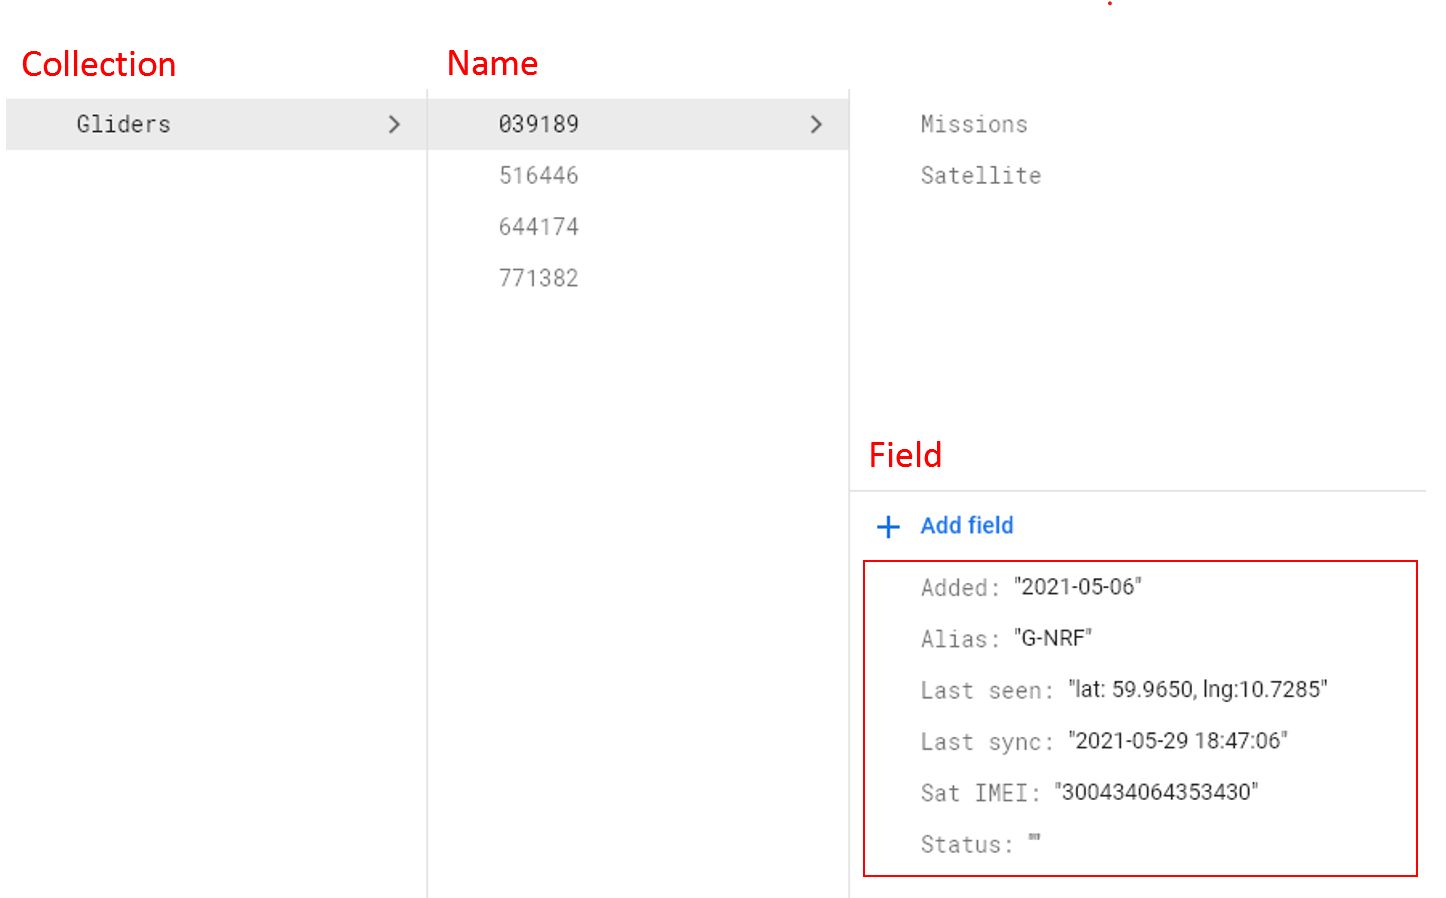 Collection
Name
Gliders
039189
516446
644174
771382
Missions
Satellite
Field
Add field
Added: "2021-05-06"
Alias: "G-NRF"
Last seen: "lat: 59.9650, lng:10.7285"
Last sync: "2021-05-29 18:47:06"
Sat IMEI: "300434064353430"
Status: ""